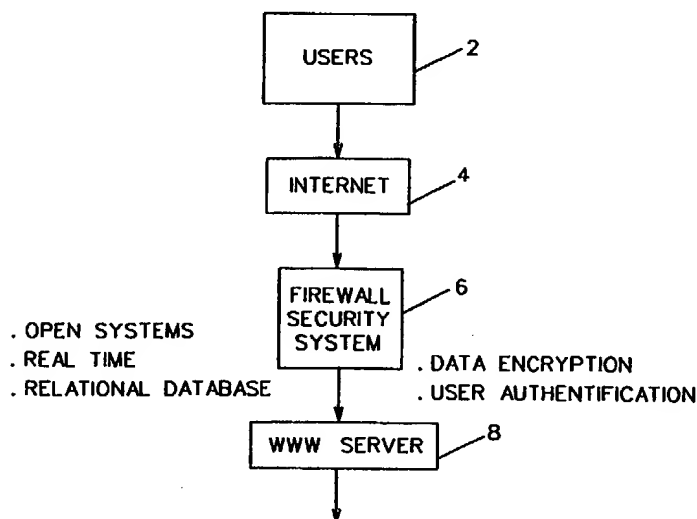 USERS
2
INTERNET
4
FIREWALL
SECURITY
SYSTEM
6
. OPEN SYSTEMS
. REAL TIME
. RELATIONAL DATABASE
. DATA ENCRYPTION
. USER AUTHENTIFICATION
WWW SERVER
8